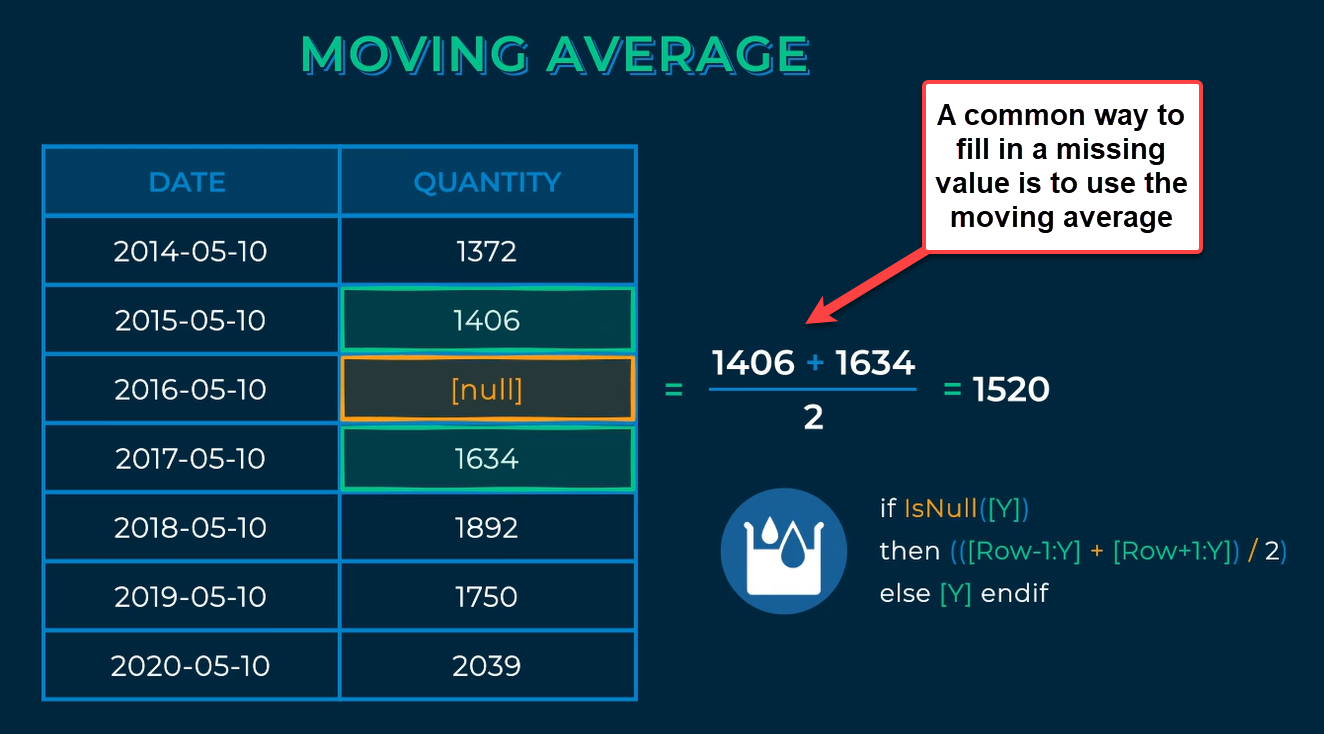 MOVING AVERAGE
A common way to
fill in a missing
value is to use the
moving average
DATE QUANTITY
2014-05-10 1372
2015-05-10 1406
2016-05-10 [null]
2017-05-10 1634
2018-05-10 1892
2019-05-10 1750
2020-05-10 2039
= 1406 + 1634
2
= 1520
if IsNull([Y])
then (([Row-1:Y] + [Row+1:Y]) / 2)
else [Y] endif